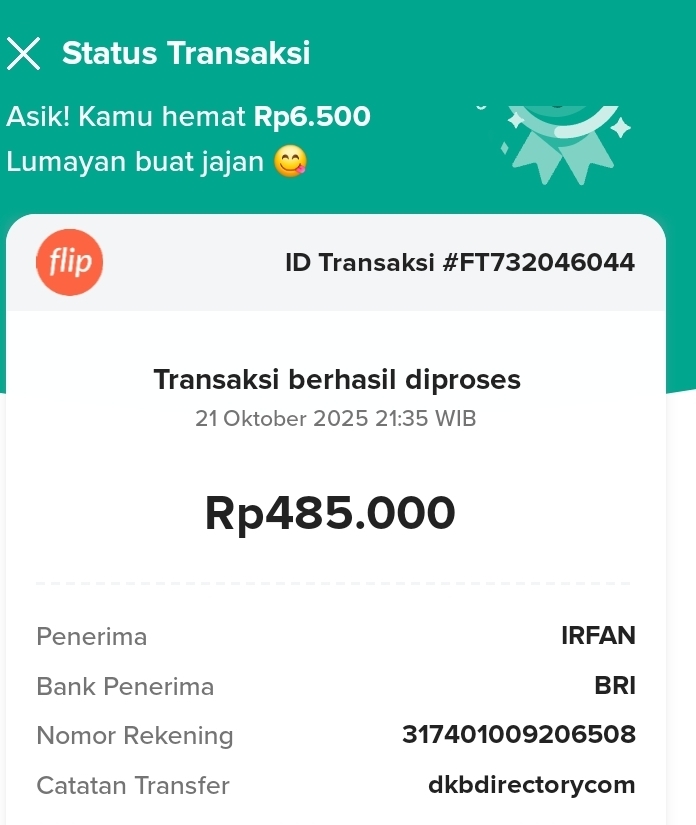 Status Transaksi
Asik! Kamu hemat Rp6.500
Lumayan buat jajan 😋
flip
ID Transaksi #FT732046044
Transaksi berhasil diproses
21 Oktober 2025 21:35 WIB
Rp485.000
Penerima IRFAN
Bank Penerima BRI
Nomor Rekening 317401009206508
Catatan Transfer dkbdirectorycom